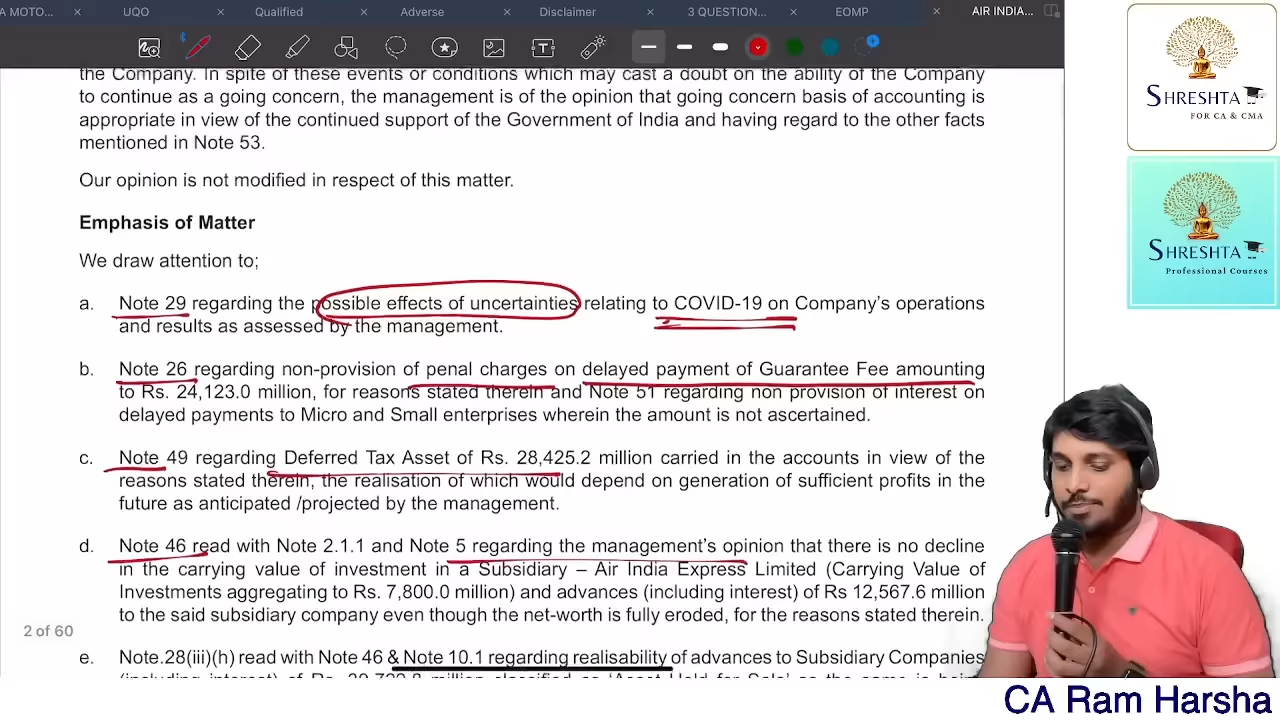 A MOTO...
UQO
Qualified
Adverse
Disclaimer
3 QUESTION...
EOMP
AIR INDIA...
the Company. In spite of these events or conditions which may cast a doubt on the ability of the Company
to continue as a going concern, the management is of the opinion that going concern basis of accounting is
appropriate in view of the continued support of the Government of India and having regard to the other facts
mentioned in Note 53.
Our opinion is not modified in respect of this matter.
Emphasis of Matter
We draw attention to;
a. Note 29 regarding the possible effects of uncertainties relating to COVID-19 on Company's operations
and results as assessed by the management.
b. Note 26 regarding non-provision of penal charges on delayed payment of Guarantee Fee amounting
to Rs. 24,123.0 million, for reasons stated therein and Note 51 regarding non provision of interest on
delayed payments to Micro and Small enterprises wherein the amount is not ascertained.
c. Note 49 regarding Deferred Tax Asset of Rs. 28,425.2 million carried in the accounts in view of the
reasons stated therein, the realisation of which would depend on generation of sufficient profits in the
future as anticipated /projected by the management.
d. Note 46 read with Note 2.1.1 and Note 5 regarding the management's opinion that there is no decline
in the carrying value of investment in a Subsidiary – Air India Express Limited (Carrying Value of
Investments aggregating to Rs. 7,800.0 million) and advances (including interest) of Rs 12,567.6 million
to the said subsidiary company even though the net-worth is fully eroded, for the reasons stated therein.
2 of 60
e. Note.28(iii)(h) read with Note 46 & Note 10.1 regarding realisability of advances to Subsidiary Companies
SHRESHTA
FOR CA & CMA
SHRESHTA
Professional Courses
CA Ram Harsha